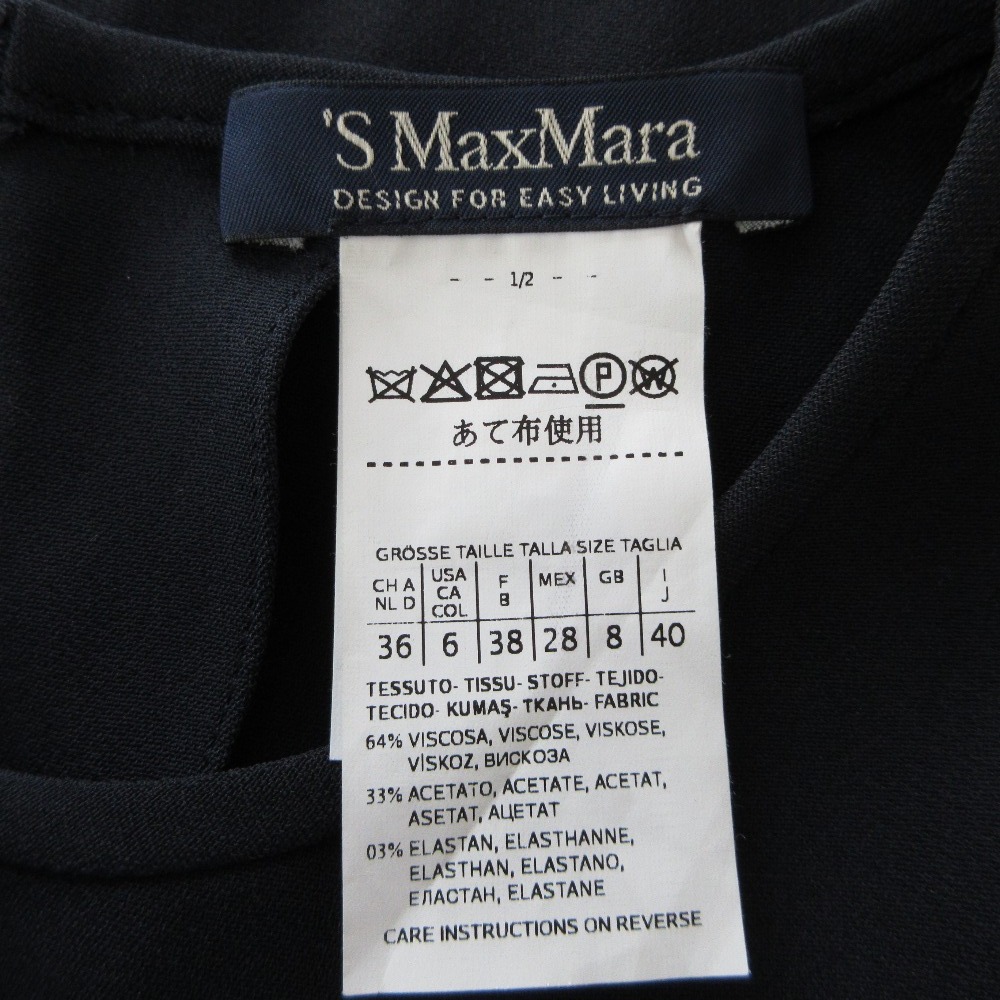 'S MaxMara
DESIGN FOR EASY LIVING
- - 1/2 - -
P W
あて布使用
GRÖSSE TAILLE TALLA SIZE TAGLIA
CH A NL D USA CA COL F B MEX GB I J
36 6 38 28 8 40
TESSUTO- TISSU- STOFF- TEJIDO-
TECIDO- KUMAŞ- ТКАНЬ- FABRIC
64% VISCOSA, VISCOSE, VISKOSE,
VİSKOZ, ВИСКОЗА
33% ACETATO, ACETATE, ACETAT,
ASETAT, АЦЕТАТ
03% ELASTAN, ELASTHANNE,
ELASTHAN, ELASTANO,
ЕЛАСТАН, ELASTANE
CARE INSTRUCTIONS ON REVERSE